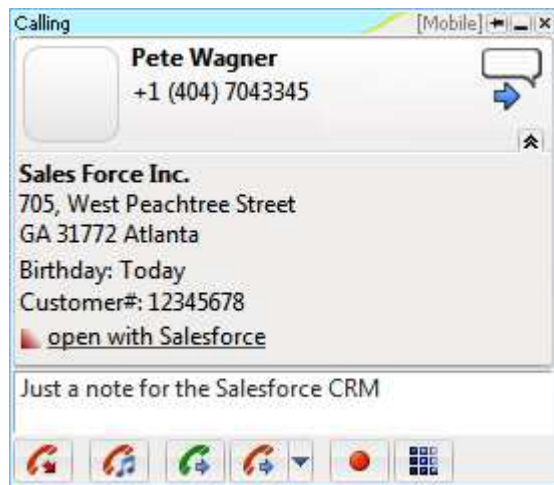 Calling [Mobile]
Pete Wagner
+1 (404) 7043345
Sales Force Inc.
705, West Peachtree Street
GA 31772 Atlanta
Birthday: Today
Customer#: 12345678
open with Salesforce
Just a note for the Salesforce CRM